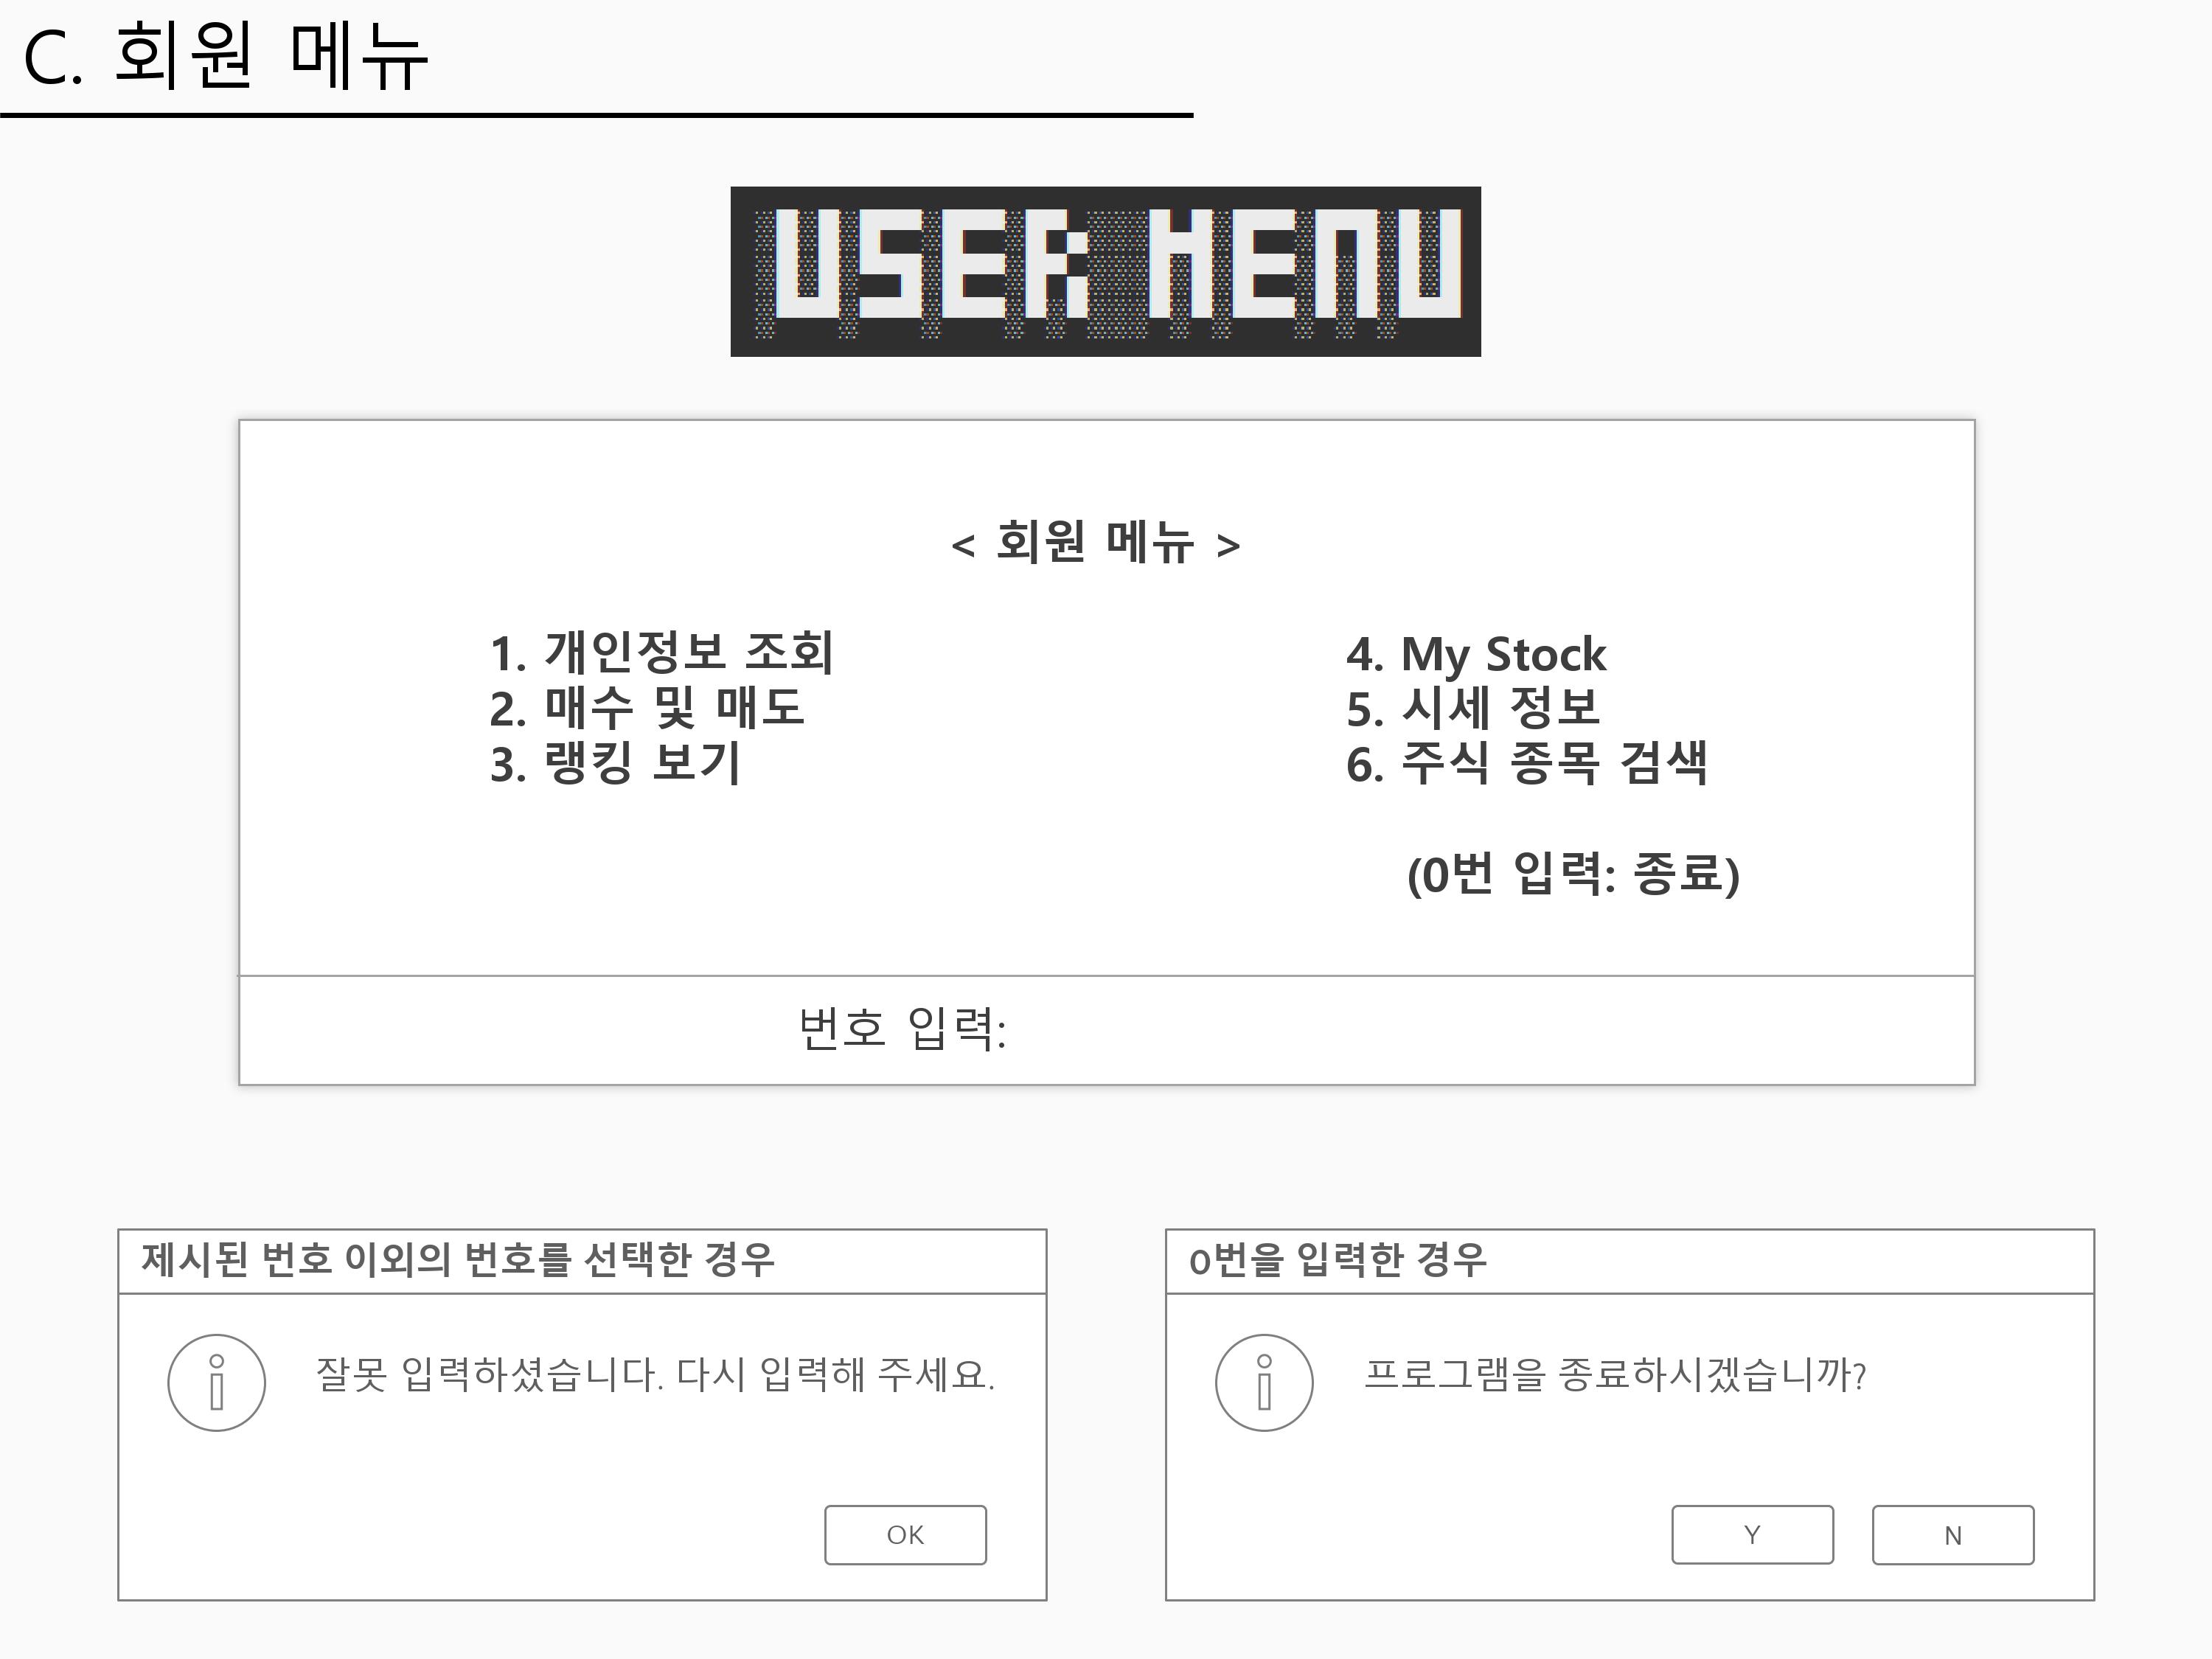 C. 회원 메뉴
USER MENU
< 회원 메뉴 >
1. 개인정보 조회
2. 매수 및 매도
3. 랭킹 보기
4. My Stock
5. 시세 정보
6. 주식 종목 검색
(0번 입력: 종료)
번호 입력:
제시된 번호 이외의 번호를 선택한 경우
잘못 입력하셨습니다. 다시 입력해 주세요.
OK
0번을 입력한 경우
프로그램을 종료하시겠습니까?
Y
N